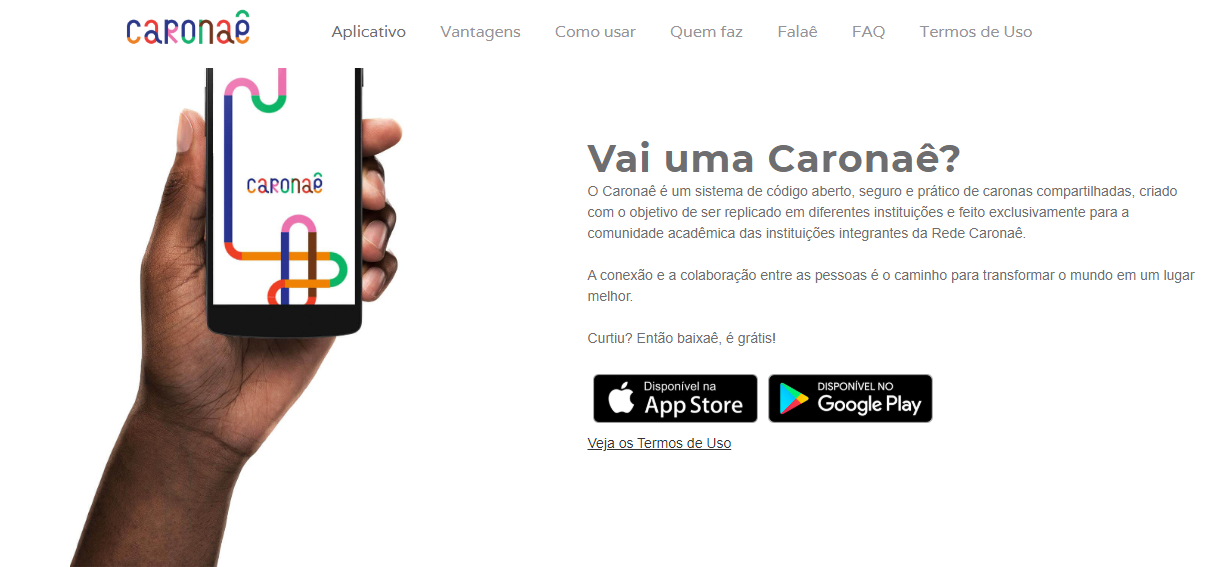 caronaê
Aplicativo
Vantagens
Como usar
Quem faz
Falaê
FAQ
Termos de Uso
caronaê
Vai uma Caronaê?
O Caronaê é um sistema de código aberto, seguro e prático de caronas compartilhadas, criado
com o objetivo de ser replicado em diferentes instituições e feito exclusivamente para a
comunidade acadêmica das instituições integrantes da Rede Caronaê.
A conexão e a colaboração entre as pessoas é o caminho para transformar o mundo em um lugar
melhor.
Curtiu? Então baixaê, é grátis!
Disponível na
App Store
DISPONÍVEL NO
Google Play
Veja os Termos de Uso